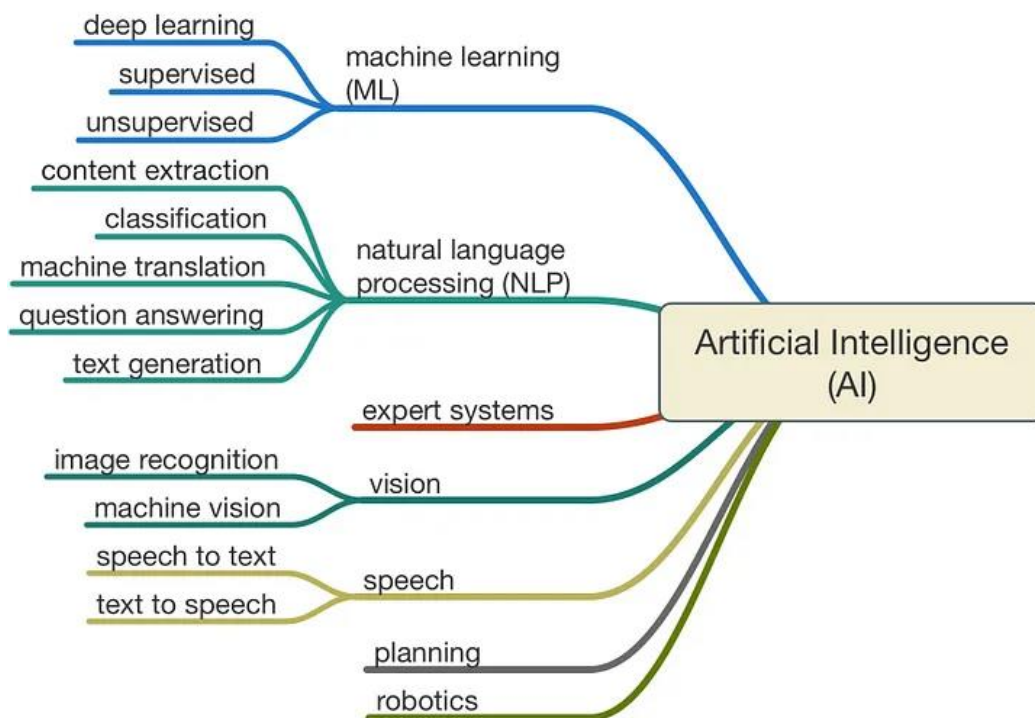 deep learning
supervised
unsupervised
machine learning
(ML)
content extraction
classification
machine translation
question answering
text generation
natural language
processing (NLP)
expert systems
image recognition
machine vision
vision
speech to text
text to speech
speech
planning
robotics
Artificial Intelligence
(AI)